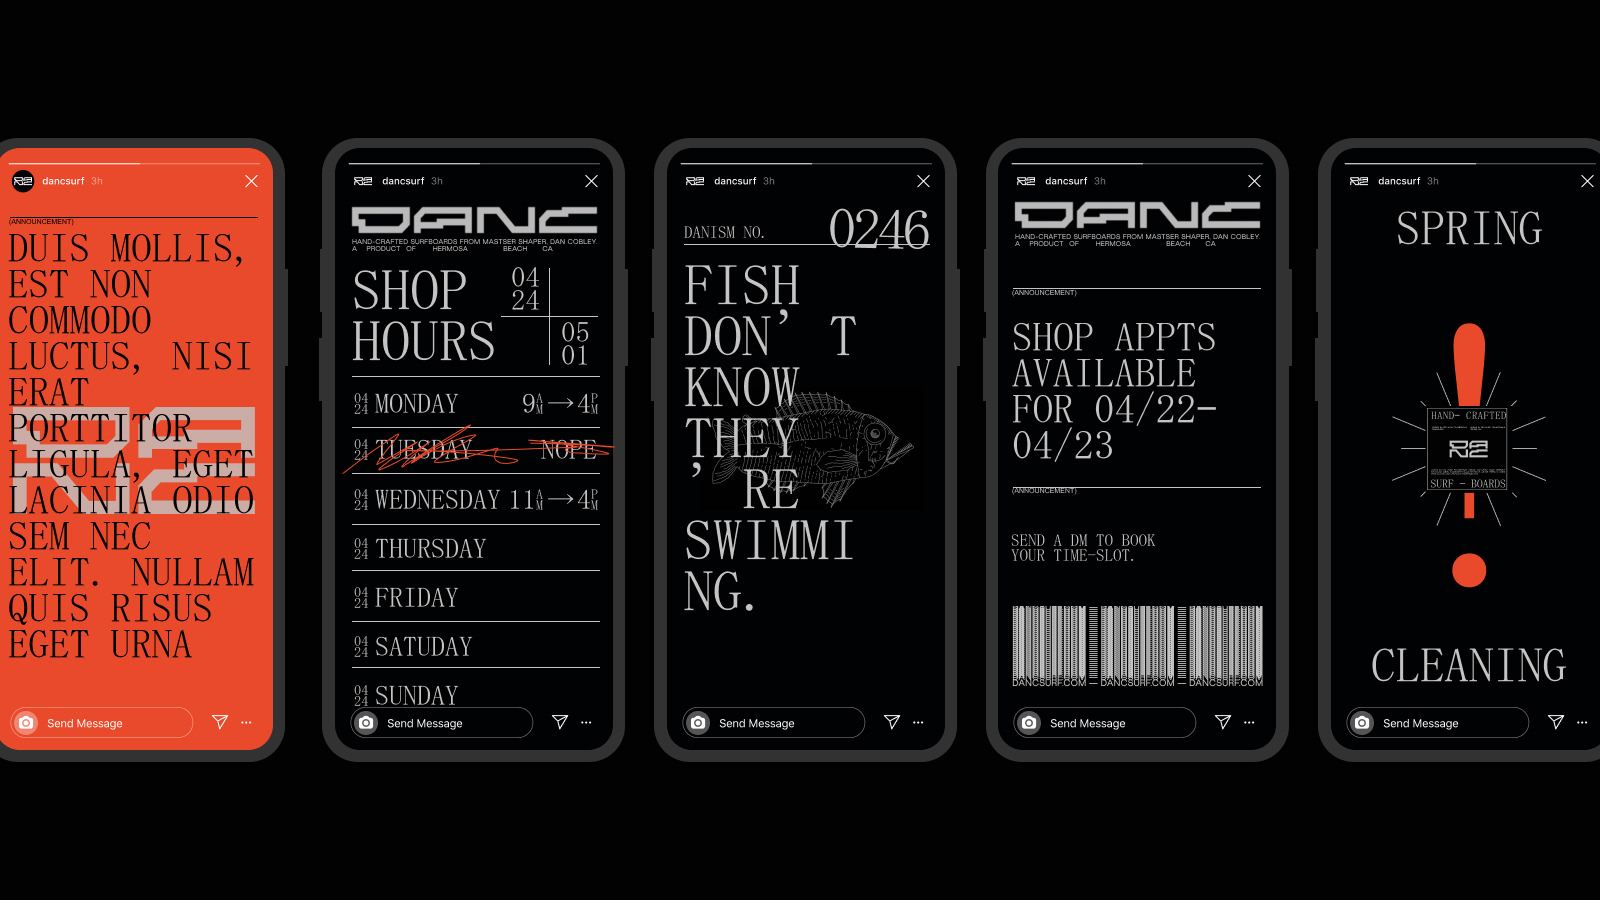 dancsurf 3h
(ANNOUNCEMENT)
DUIS MOLLIS,
EST NON
COMMODO
LUCTUS, NISI
ERAT
PORTTITOR
LIGULA, EGET
LACINIA ODIO
SEM NEC
ELIT. NULLAM
QUIS RISUS
EGET URNA
Send Message
dancsurf 3h
DANC
HAND-CRAFTED SURFBOARDS FROM MASTSER SHAPER, DAN COBLEY.
A PRODUCT OF HERMOSA BEACH CA
SHOP
HOURS
04
24
05
01
04
24
MONDAY 9AM→4PM
04
24
TUESDAY NOPE
04
24
WEDNESDAY 11AM→4PM
04
24
THURSDAY
04
24
FRIDAY
04
24
SATUDAY
04
24
SUNDAY
Send Message
dancsurf 3h
DANISM NO. 0246
FISH
DON' T
KNOW
THEY
' RE
SWIMMI
NG.
Send Message
dancsurf 3h
DANC
HAND-CRAFTED SURFBOARDS FROM MASTSER SHAPER, DAN COBLEY.
A PRODUCT OF HERMOSA BEACH CA
(ANNOUNCEMENT)
SHOP APPTS
AVAILABLE
FOR 04/22–
04/23
(ANNOUNCEMENT)
SEND A DM TO BOOK
YOUR TIME-SLOT.
DANCSURF.COM — DANCSURF.COM — DANCSURF.COM
Send Message
dancsurf 3h
SPRING
HAND- CRAFTED
SURF - BOARDS
CLEANING
Send Message